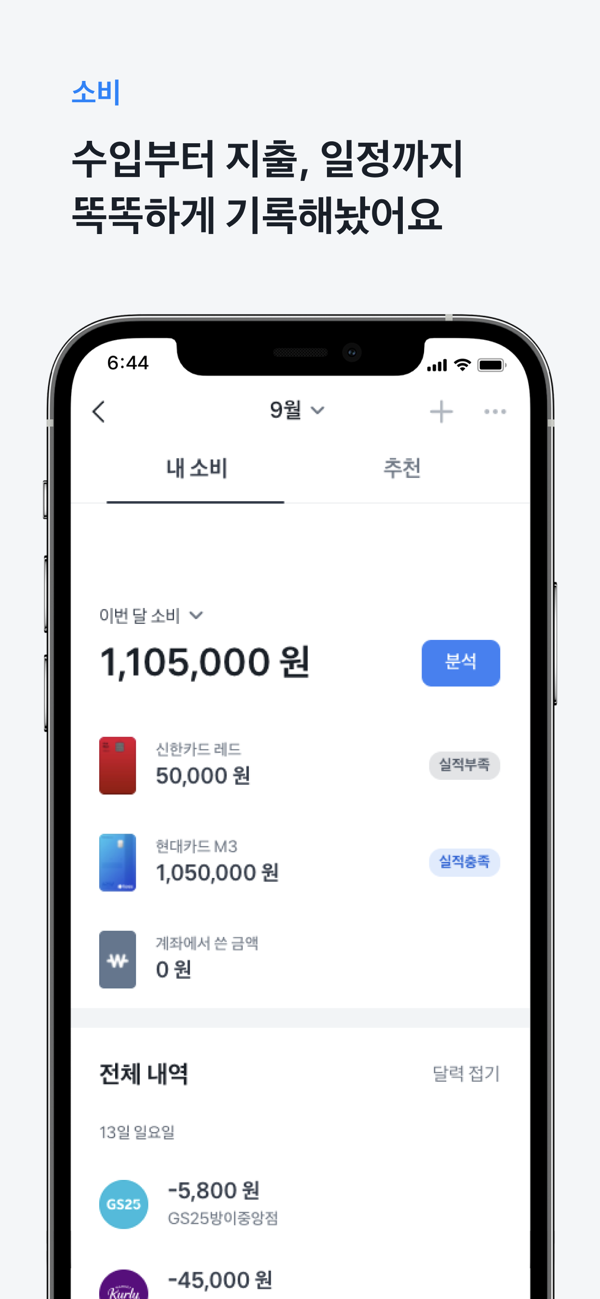 소비
수입부터 지출, 일정까지
똑똑하게 기록해놨어요
6:44
9월
내 소비
추천
이번 달 소비
1,105,000 원
분석
신한카드 레드
50,000 원
실적부족
현대카드 M3
1,050,000 원
실적충족
계좌에서 쓴 금액
0 원
전체 내역
달력 접기
13일 일요일
-5,800 원
GS25
GS25방이중앙점
-45,000 원
Kurly